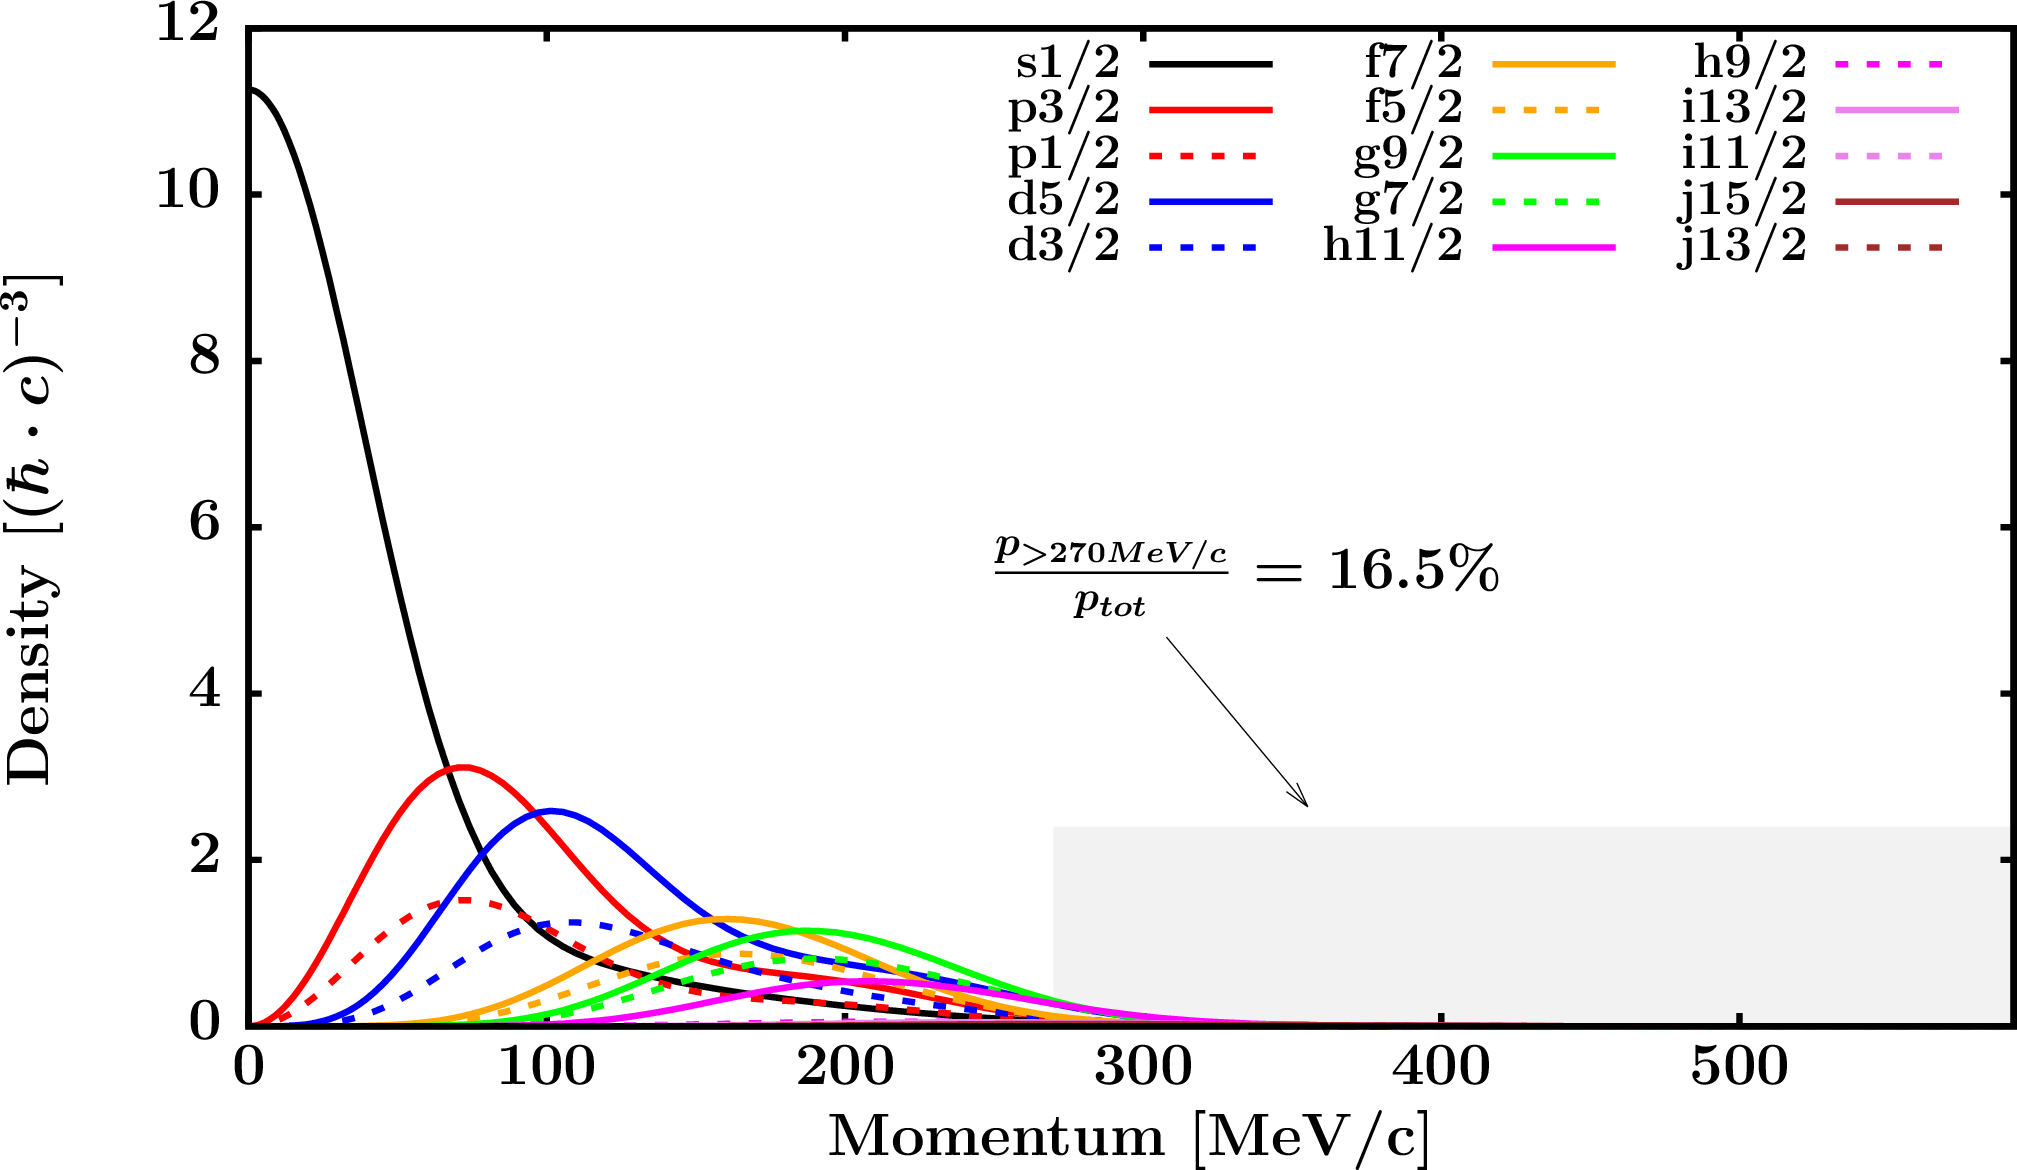 12
10
8
6
4
2
0
Density [(ħ · c)⁻³]
s1/2
p3/2
p1/2
d5/2
d3/2
f7/2
f5/2
g9/2
g7/2
h11/2
h9/2
i13/2
i11/2
j15/2
j13/2
p>270MeV/c / ptot = 16.5%
0 100 200 300 400 500
Momentum [MeV/c]